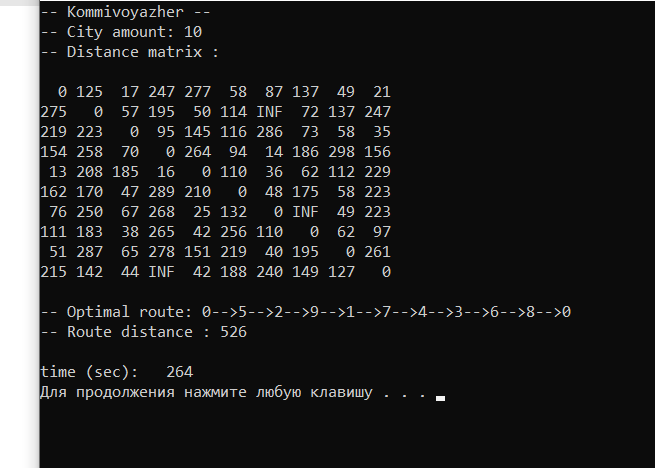 -- Kommivoyazher --
-- City amount: 10
-- Distance matrix :
0 125 17 247 277 58 87 137 49 21
275 0 57 195 50 114 INF 72 137 247
219 223 0 95 145 116 286 73 58 35
154 258 70 0 264 94 14 186 298 156
13 208 185 16 0 110 36 62 112 229
162 170 47 289 210 0 48 175 58 223
76 250 67 268 25 132 0 INF 49 223
111 183 38 265 42 256 110 0 62 97
51 287 65 278 151 219 40 195 0 261
215 142 44 INF 42 188 240 149 127 0
-- Optimal route: 0-->5-->2-->9-->1-->7-->4-->3-->6-->8-->0
-- Route distance : 526
time (sec): 264
Для продолжения нажмите любую клавишу . . .